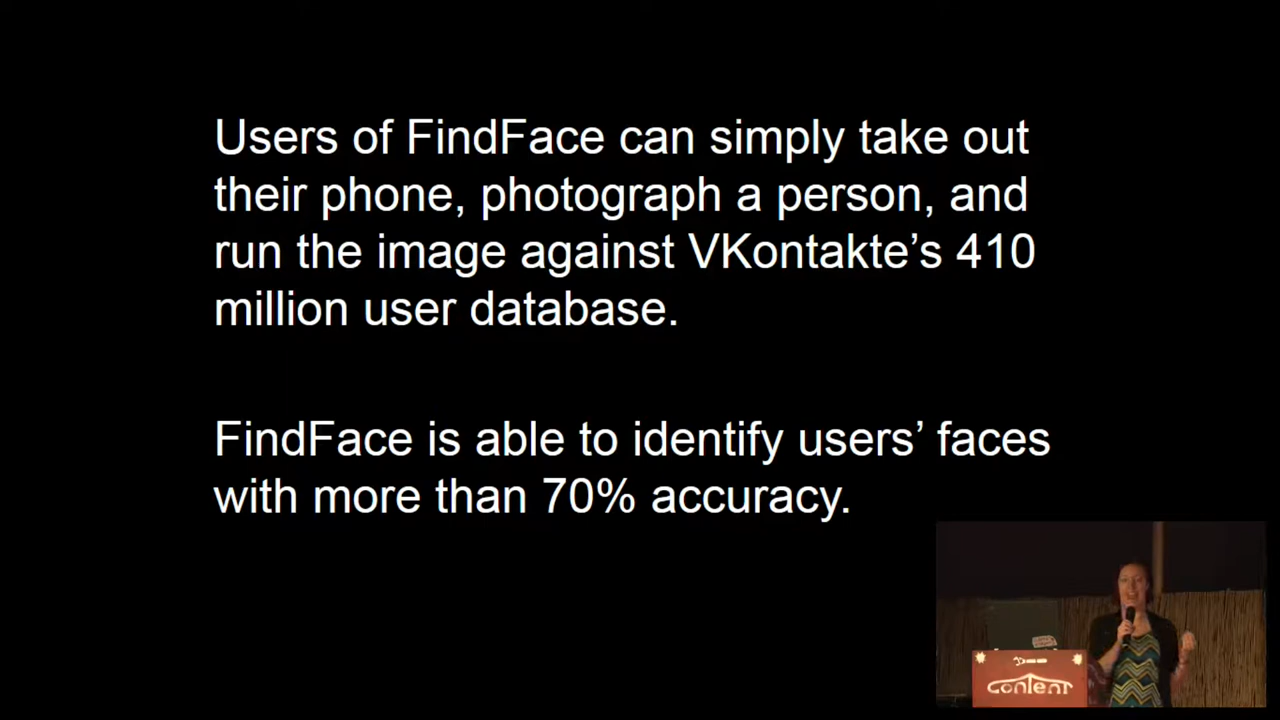 Users of FindFace can simply take out
their phone, photograph a person, and
run the image against VKontakte’s 410
million user database.
FindFace is able to identify users’ faces
with more than 70% accuracy.
content